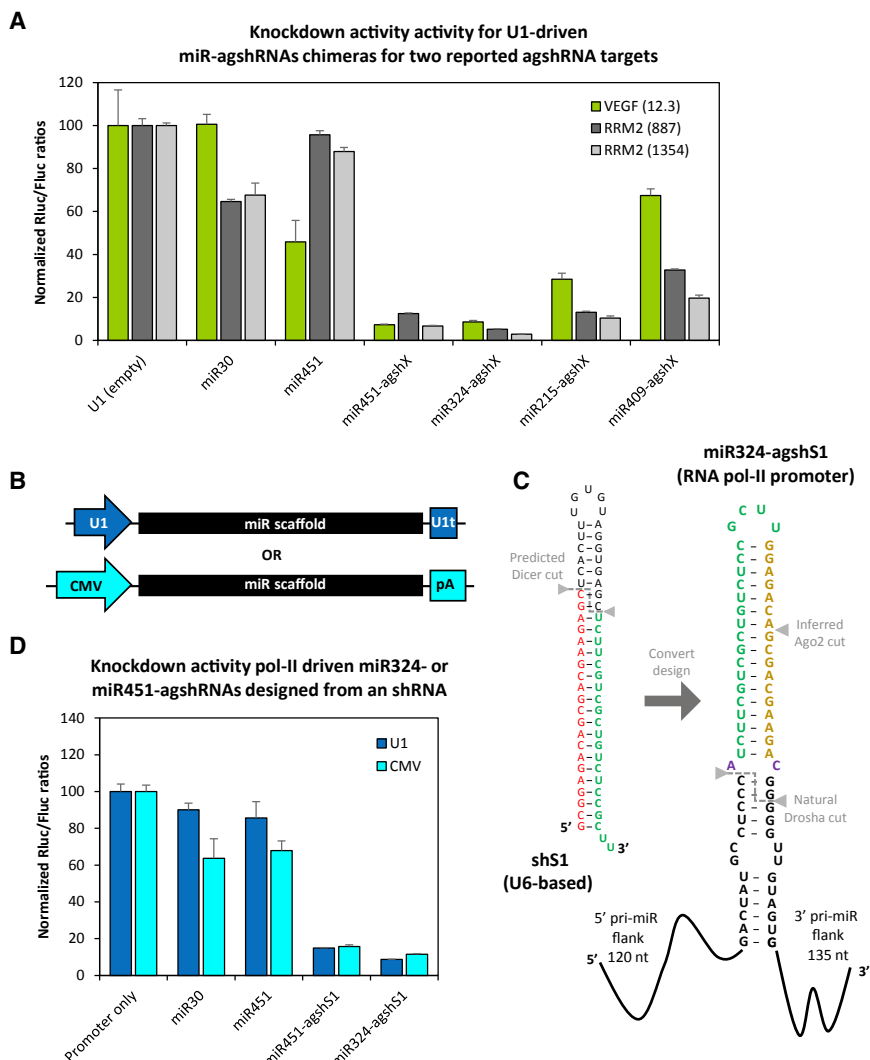 A
Knockdown activity activity for U1-driven
miR-agshRNAs chimeras for two reported agshRNA targets
Normalized Rluc/Fluc ratios
120
100
80
60
40
20
0
VEGF (12.3)
RRM2 (887)
RRM2 (1354)
U1 (empty)
miR30
miR451
miR451-agshX
miR324-agshX
miR215-agshX
miR409-agshX
B
U1
miR scaffold
U1t
OR
CMV
miR scaffold
pA
C
miR324-agshS1
(RNA pol-II promoter)
Predicted
Dicer cut
Convert
design
Inferred
Ago2 cut
Natural
Drosha cut
5’
3’
shS1
(U6-based)
5’ pri-miR
flank
120 nt
5’
3’ pri-miR
flank
135 nt
3’
D
Knockdown activity pol-II driven miR324- or
miR451-agshRNAs designed from an shRNA
Normalized Rluc/Fluc ratios
140
120
100
80
60
40
20
0
U1
CMV
Promoter only
miR30
miR451
miR451-agshS1
miR324-agshS1